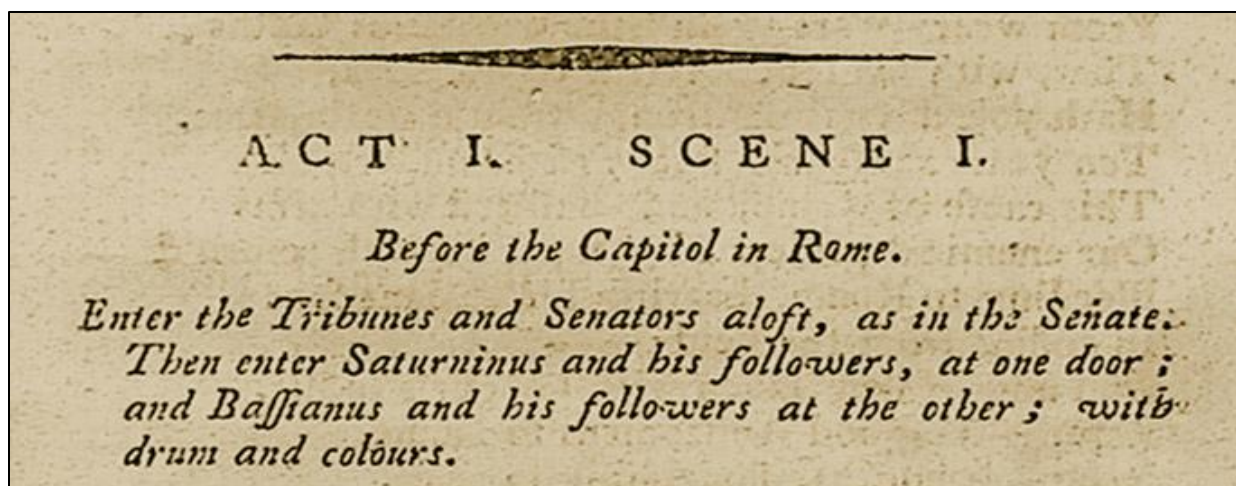 ACT I. SCENE I.
Before the Capitol in Rome.
Enter the Tribunes and Senators aloft, as in the Senate.
Then enter Saturninus and his followers, at one door;
and Baſſianus and his followers at the other; with
drum and colours.